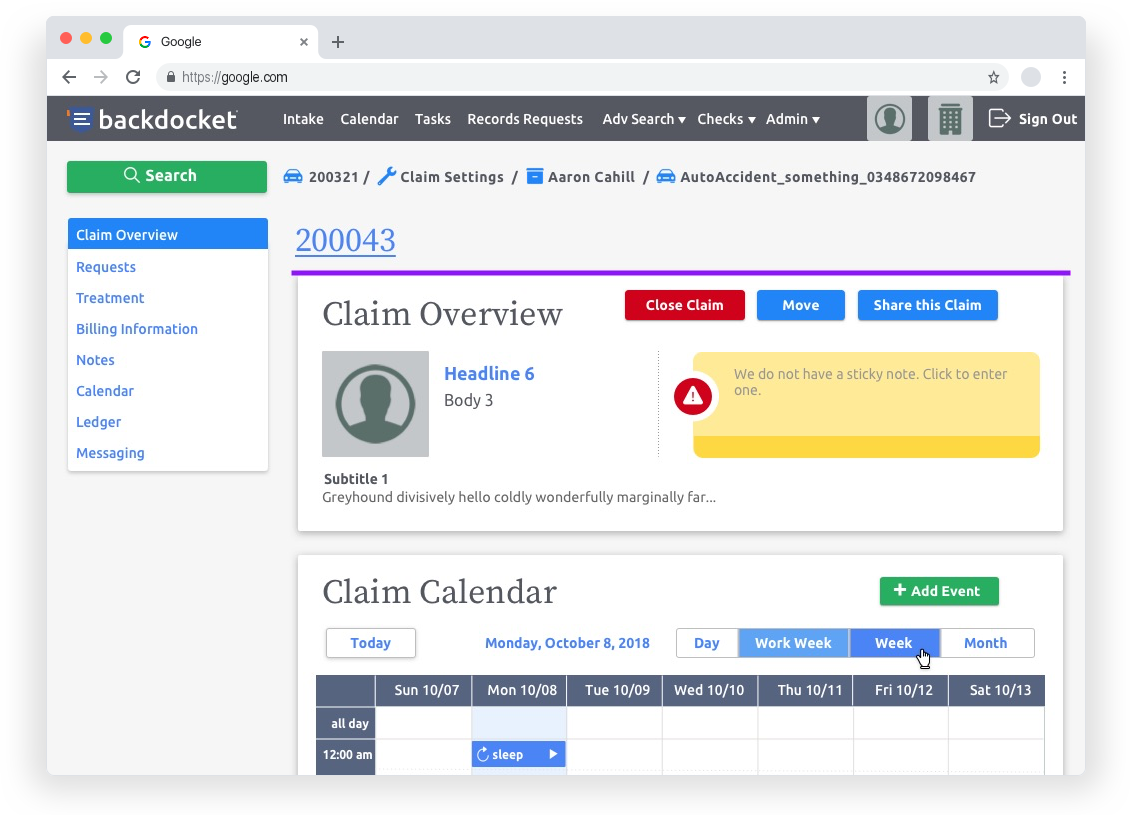 Google
https://google.com
backdocket
Intake Calendar Tasks Records Requests Adv Search Checks Admin Sign Out
Search
200321 / Claim Settings / Aaron Cahill / AutoAccident_something_0348672098467
Claim Overview
Requests
Treatment
Billing Information
Notes
Calendar
Ledger
Messaging
200043
Claim Overview
Close Claim Move Share this Claim
Headline 6
Body 3
We do not have a sticky note. Click to enter
one.
Subtitle 1
Greyhound divisively hello coldly wonderfully marginally far...
Claim Calendar
Add Event
Today Monday, October 8, 2018 Day Work Week Week Month
Sun 10/07 Mon 10/08 Tue 10/09 Wed 10/10 Thu 10/11 Fri 10/12 Sat 10/13
all day
12:00 am sleep